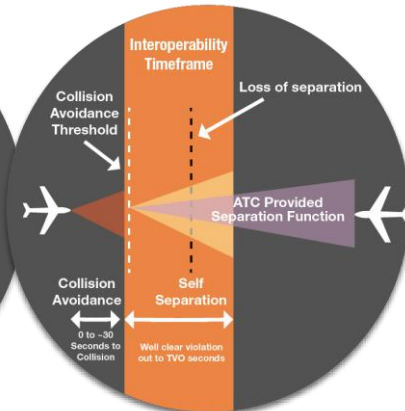 Interoperability
Timeframe
Collision
Avoidance
Threshold
Loss of separation
ATC Provided
Separation Function
Collision
Avoidance
Self
Separation
0 to ~30
Seconds to
Collision
Well clear violation
out to TVO seconds